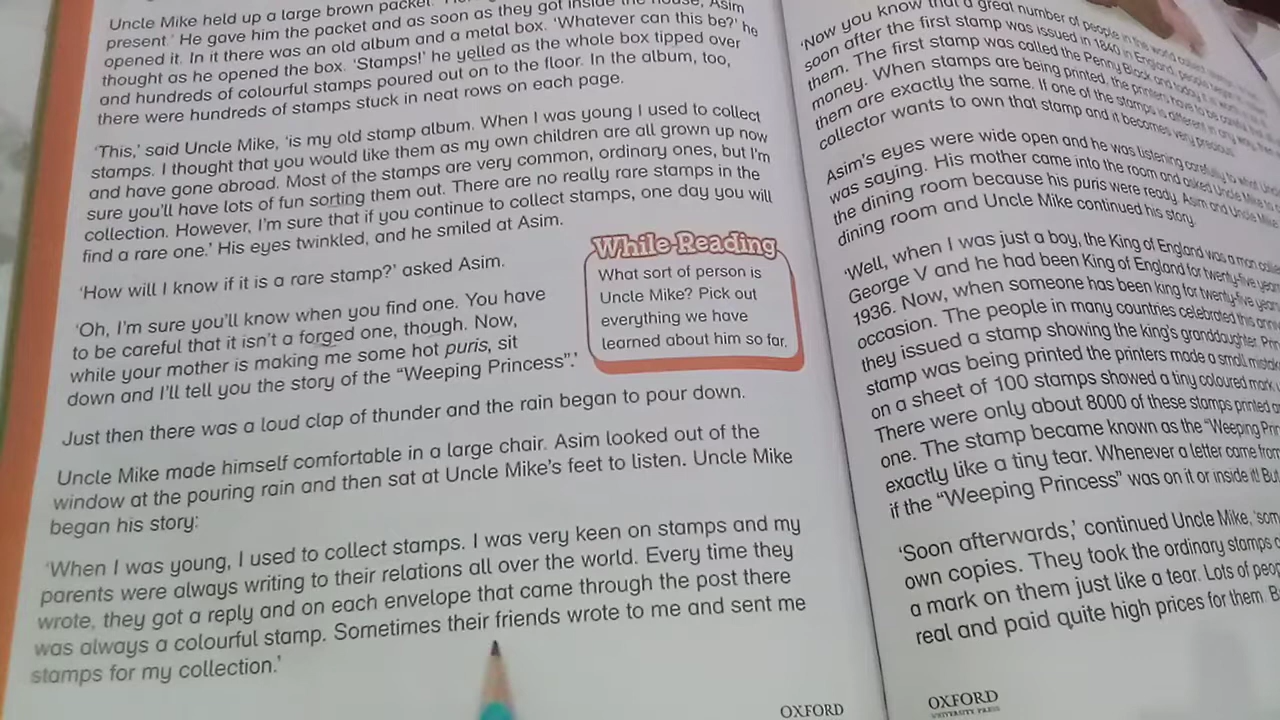 Uncle Mike held up a large brown packet.
present.' He gave him the packet and as soon as they got inside the house, Asim
opened it. In it there was an old album and a metal box. 'Whatever can this be?' he
thought as he opened the box. 'Stamps!' he yelled as the whole box tipped over
and hundreds of colourful stamps poured out on to the floor. In the album, too,
there were hundreds of stamps stuck in neat rows on each page.
'This,' said Uncle Mike, 'is my old stamp album. When I was young I used to collect
stamps. I thought that you would like them as my own children are all grown up now
and have gone abroad. Most of the stamps are very common, ordinary ones, but I'm
sure you'll have lots of fun sorting them out. There are no really rare stamps in the
collection. However, I'm sure that if you continue to collect stamps, one day you will
find a rare one.' His eyes twinkled, and he smiled at Asim.
'How will I know if it is a rare stamp?' asked Asim.
'Oh, I'm sure you'll know when you find one. You have
to be careful that it isn't a forged one, though. Now,
while your mother is making me some hot puris, sit
down and I'll tell you the story of the "Weeping Princess".'
While-Reading
What sort of person is
Uncle Mike? Pick out
everything we have
learned about him so far.
Just then there was a loud clap of thunder and the rain began to pour down.
Uncle Mike made himself comfortable in a large chair. Asim looked out of the
window at the pouring rain and then sat at Uncle Mike's feet to listen. Uncle Mike
began his story:
'When I was young, I used to collect stamps. I was very keen on stamps and my
parents were always writing to their relations all over the world. Every time they
wrote, they got a reply and on each envelope that came through the post there
was always a colourful stamp. Sometimes their friends wrote to me and sent me
stamps for my collection.'
OXFORD
'Now you know that a great number of people in the world collect
soon after the first stamp was issued in 1840 in England, people began to
them. The first stamp was called the Penny Black and today it is worth
money. When stamps are being printed, the printers have to be careful that
them are exactly the same. If one of the stamps is different in any way, then
collector wants to own that stamp and it becomes very precious.'
Asim's eyes were wide open and he was listening carefully to what Uncle
was saying. His mother came into the room and asked Uncle Mike to
the dining room because his puris were ready. Asim and Uncle Mike
dining room and Uncle Mike continued his story.
'Well, when I was just a boy, the King of England was a man called
George V and he had been King of England for twenty-five years
1936. Now, when someone has been king for twenty-five years
occasion. The people in many countries celebrated this
they issued a stamp showing the king's granddaughter
stamp was being printed the printers made a small
on a sheet of 100 stamps showed a tiny coloured mark
There were only about 8000 of these stamps printed
one. The stamp became known as the "Weeping
exactly like a tiny tear. Whenever a letter came from
if the "Weeping Princess" was on it or inside it! But
'Soon afterwards,' continued Uncle Mike,
own copies. They took the ordinary stamps
a mark on them just like a tear. Lots of
real and paid quite high prices for them.
OXFORD
UNIVERSITY PRESS